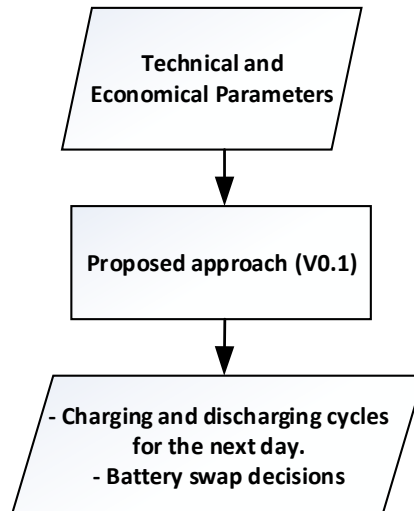 Technical and
Economical Parameters
Proposed approach (V0.1)
- Charging and discharging cycles
for the next day.
- Battery swap decisions